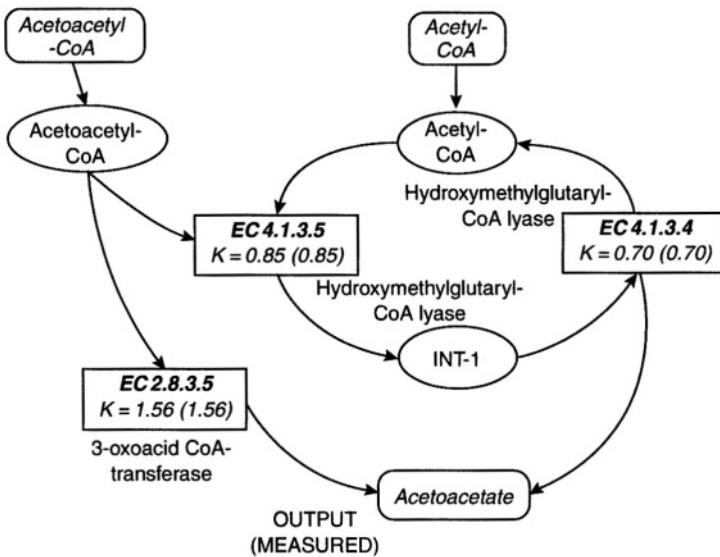 Acetoacetyl
-CoA
Acetyl-
CoA
Acetoacetyl-
CoA
Acetyl-
CoA
Hydroxymethylglutaryl-
CoA lyase
EC 4.1.3.5
K = 0.85 (0.85)
EC 4.1.3.4
K = 0.70 (0.70)
Hydroxymethylglutaryl-
CoA lyase
INT-1
EC 2.8.3.5
K = 1.56 (1.56)
3-oxoacid CoA-
transferase
Acetoacetate
OUTPUT
(MEASURED)